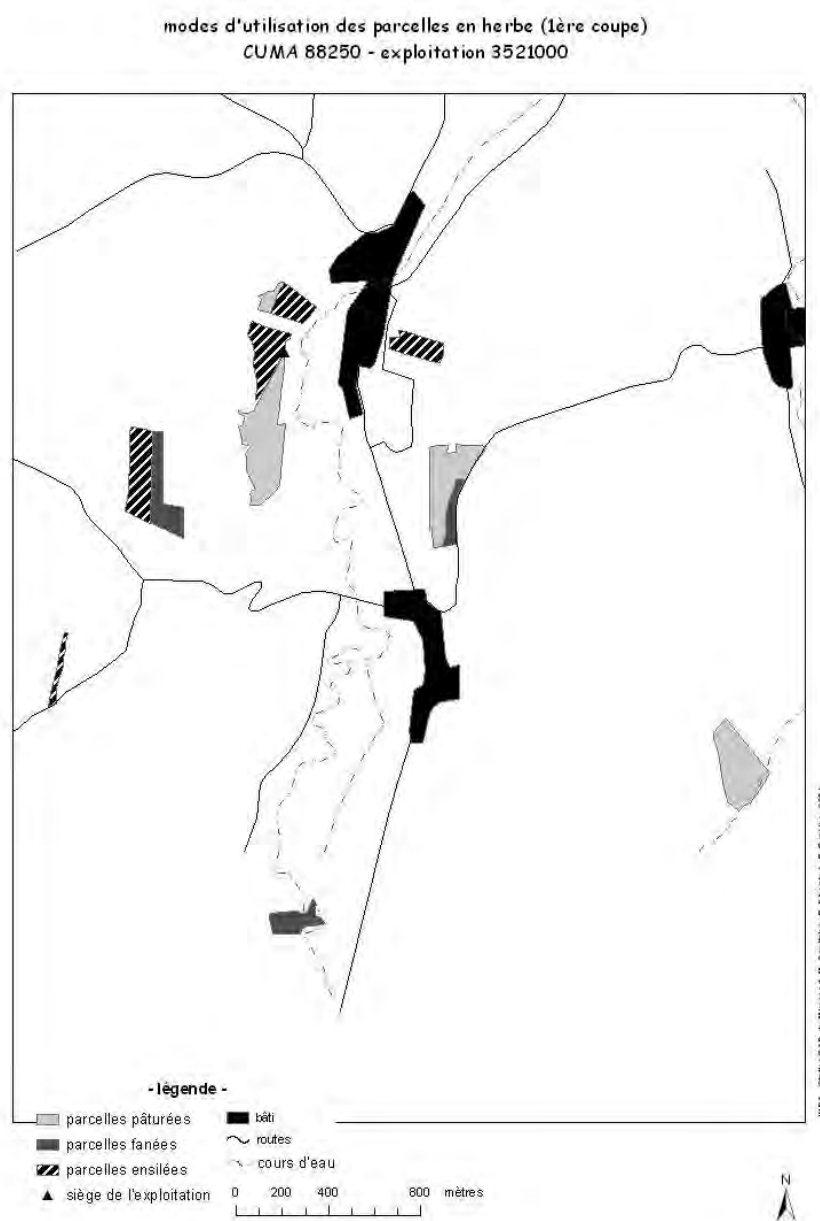 modes d'utilisation des parcelles en herbe (1ère coupe)
CUMA 88250 - exploitation 3521000
- légende -
parcelles pâturées
parcelles fanées
parcelles ensilées
siège de l'exploitation
bâti
routes
cours d'eau
0 200 400 800 mètres
N